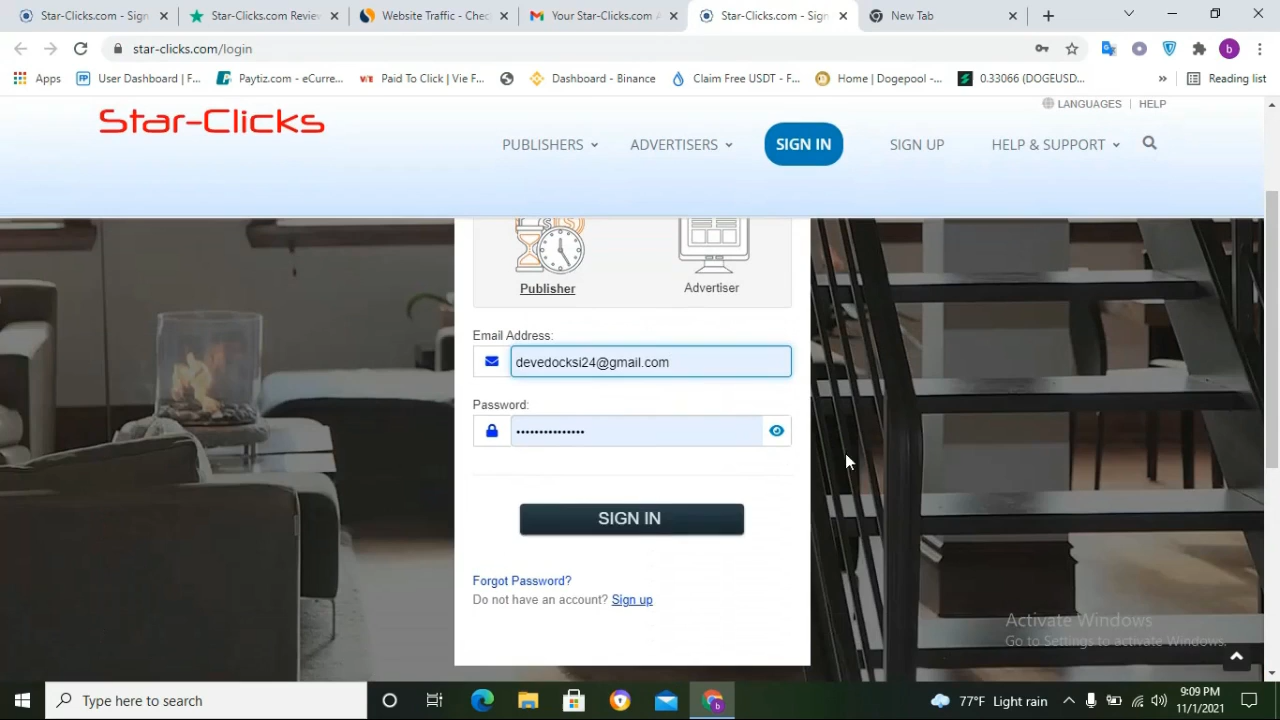 Star-Clicks.com - Sign
Star-Clicks.com Revie
Website Traffic - Chec
Your Star-Clicks.com A
Star-Clicks.com - Sign
New Tab
star-clicks.com/login
b
Apps
User Dashboard | F...
Paytiz.com - eCurre...
Paid To Click | Vie F...
Dashboard - Binance
Claim Free USDT - F...
Home | Dogepool -...
0.33066 (DOGEUSD...
»
Reading list
LANGUAGES | HELP
Star-Clicks
PUBLISHERS
ADVERTISERS
SIGN IN
SIGN UP
HELP & SUPPORT
Publisher
Advertiser
Email Address:
devedocksi24@gmail.com
Password:
•••••••••••••••
SIGN IN
Forgot Password?
Do not have an account? Sign up
Activate Windows
Go to Settings to activate Windows.
Type here to search
77°F Light rain
9:09 PM
11/1/2021